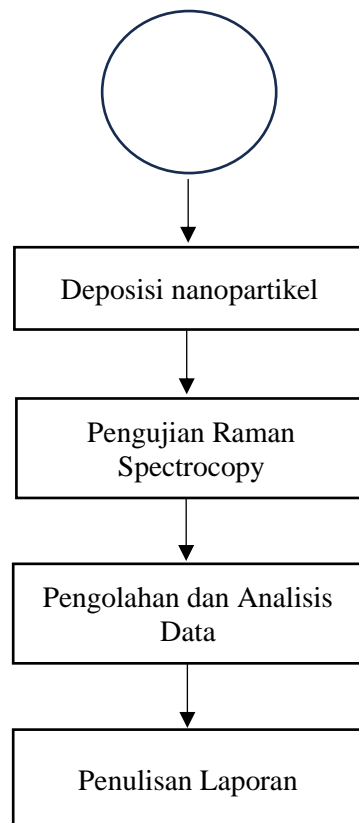 Deposisi nanopartikel
Pengujian Raman
Spectrocopy
Pengolahan dan Analisis
Data
Penulisan Laporan